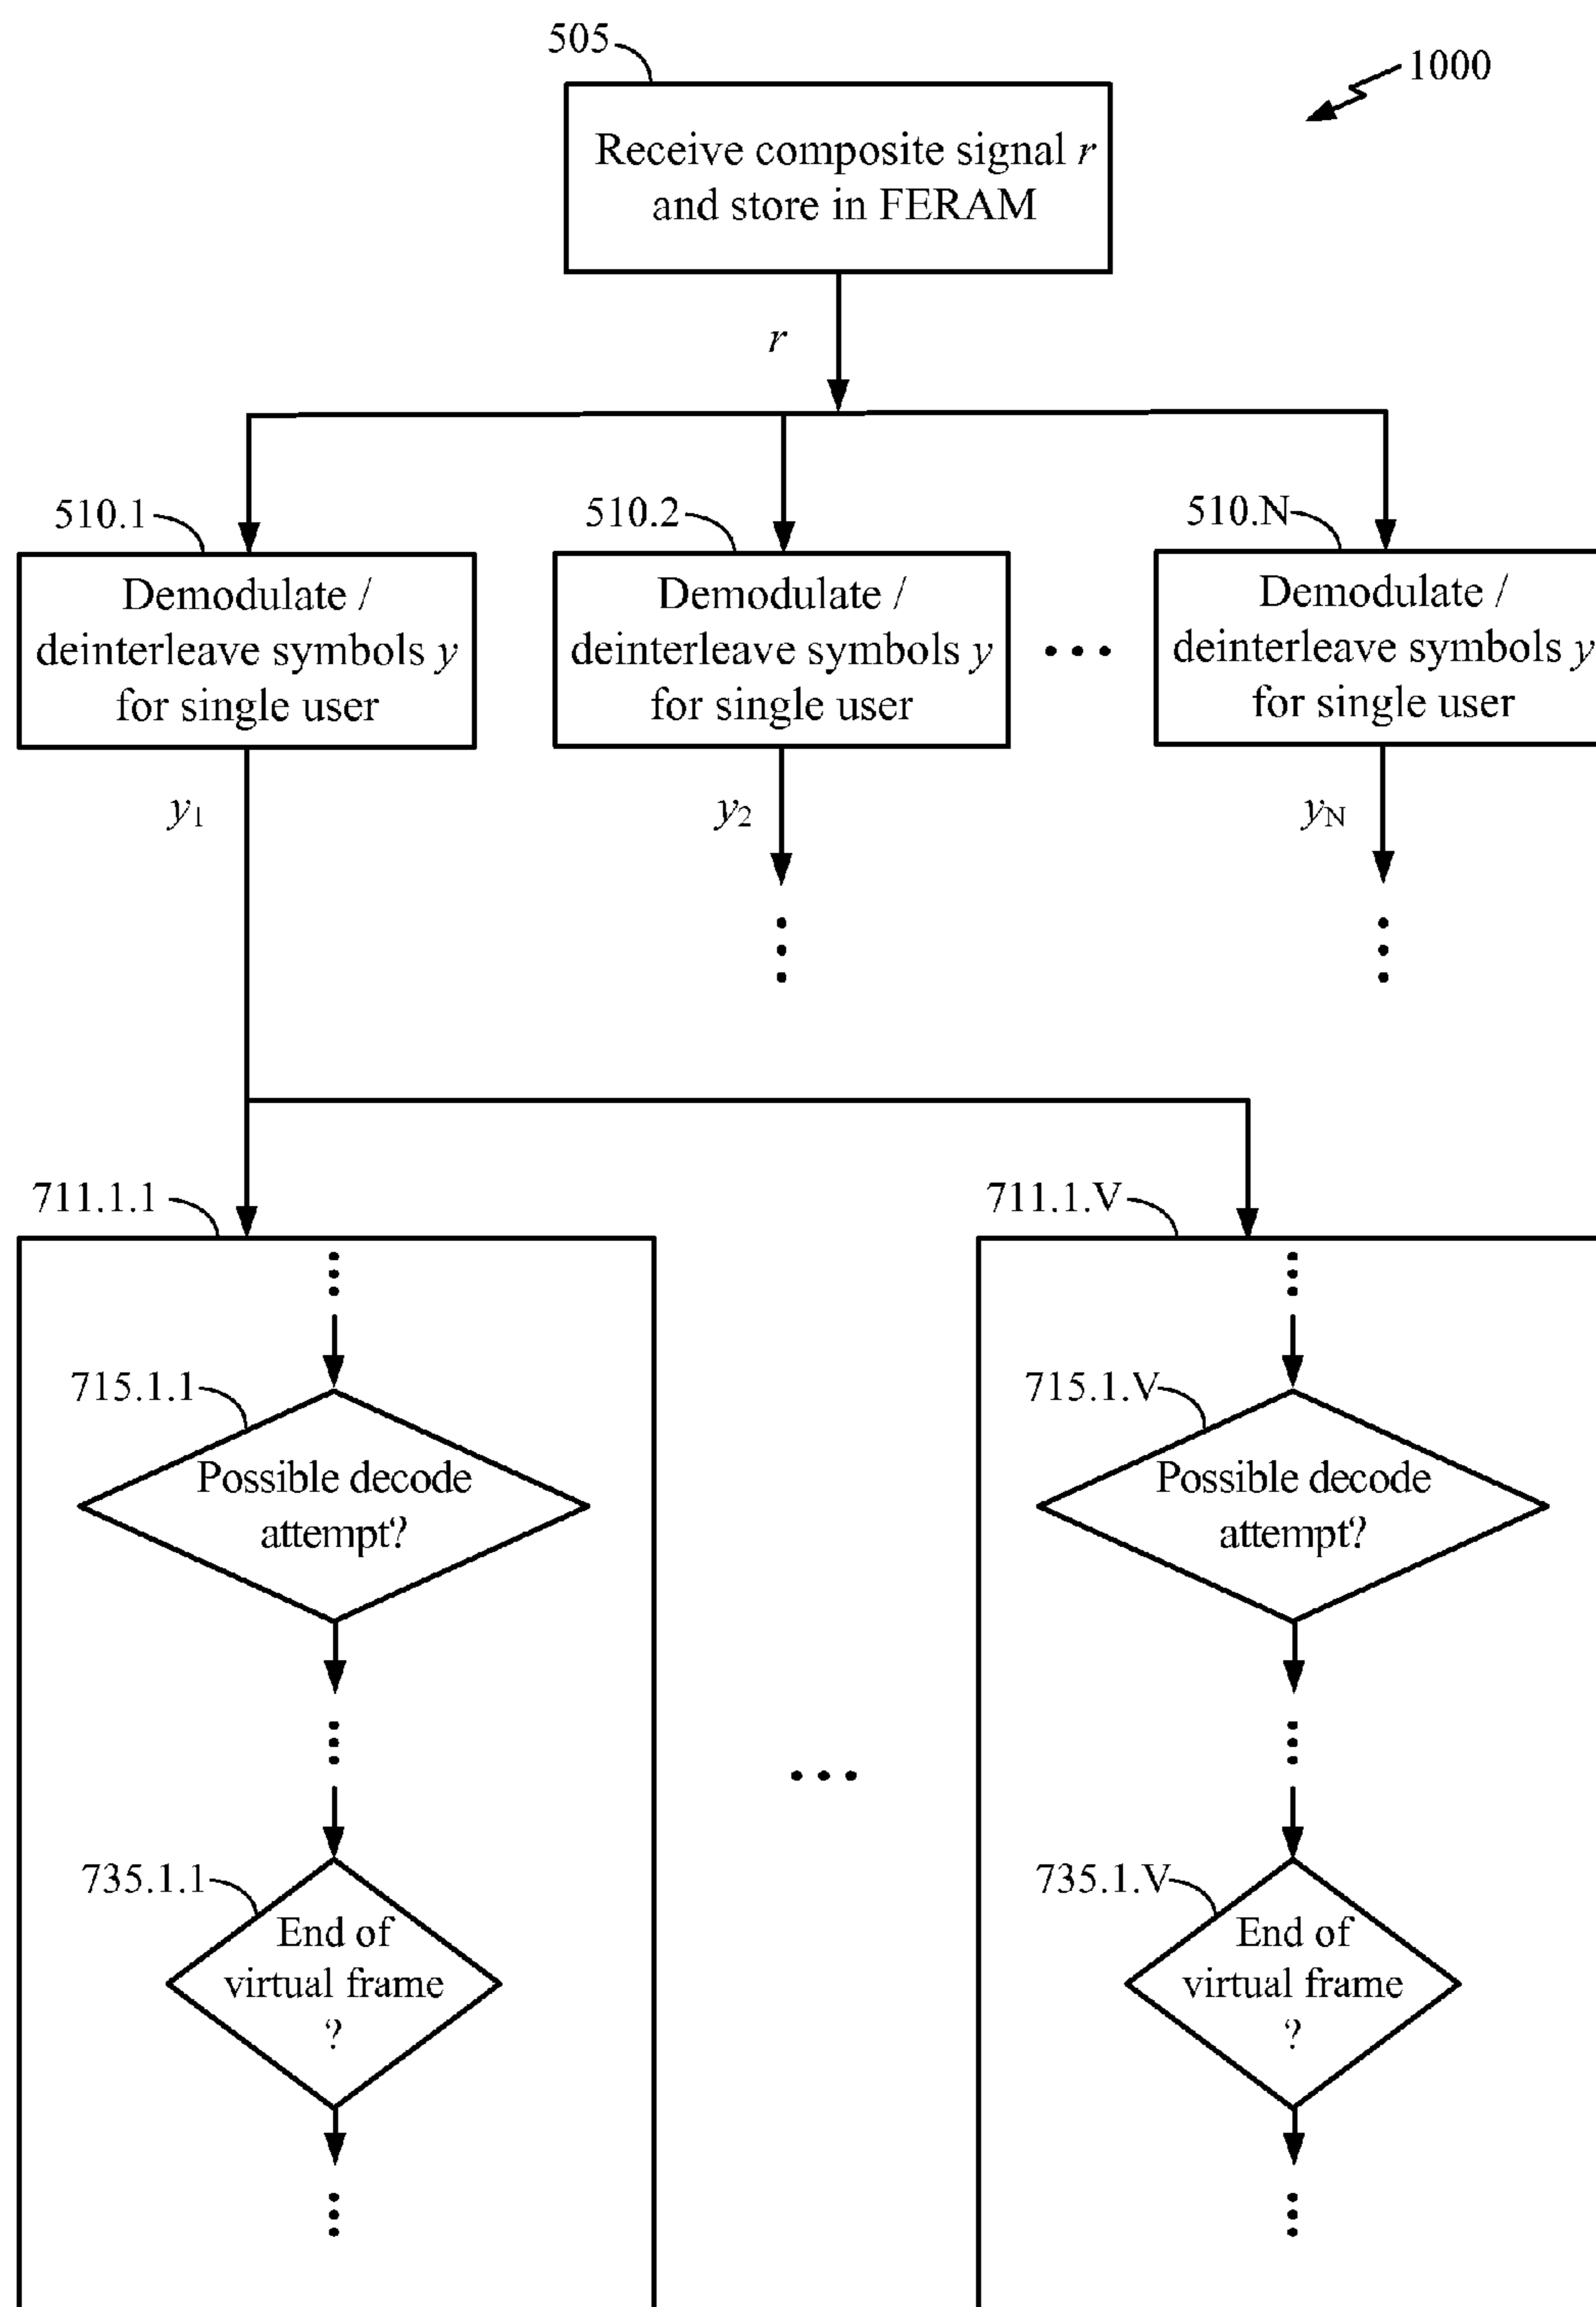 505
1000
Receive composite signal r
and store in FERAM
r
510.1
510.2
510.N
Demodulate /
deinterleave symbols y
for single user
Demodulate /
deinterleave symbols y
for single user
...
Demodulate /
deinterleave symbols y
for single user
y1
y2
yN
711.1.1
711.1.V
715.1.1
Possible decode
attempt?
715.1.V
Possible decode
attempt?
...
735.1.1
End of
virtual frame
?
735.1.V
End of
virtual frame
?